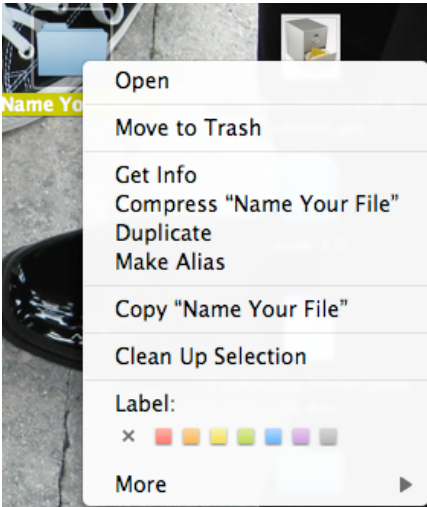 Name Yo
Open
Move to Trash
Get Info
Compress “Name Your File”
Duplicate
Make Alias
Copy “Name Your File”
Clean Up Selection
Label:
More